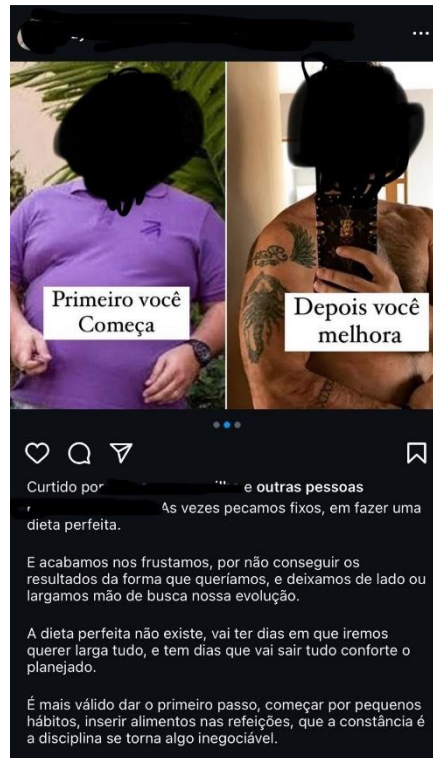 Primeiro você
Começa
Depois você
melhora
Curtido por
e outras pessoas
As vezes pecamos fixos, em fazer uma
dieta perfeita.
E acabamos nos frustamos, por não conseguir os
resultados da forma que queríamos, e deixamos de lado ou
largamos mão de busca nossa evolução.
A dieta perfeita não existe, vai ter dias em que iremos
querer larga tudo, e tem dias que vai sair tudo conforte o
planejado.
É mais válido dar o primeiro passo, começar por pequenos
hábitos, inserir alimentos nas refeições, que a constância é
a disciplina se torna algo inegociável.